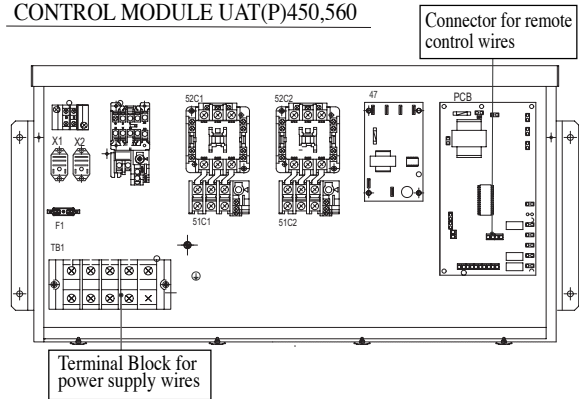 CONTROL MODULE UAT(P)450,560
Connector for remote
control wires
52C1
52C2
47
PCB
X1
X2
F1
51C1
51C2
TB1
Terminal Block for
power supply wires